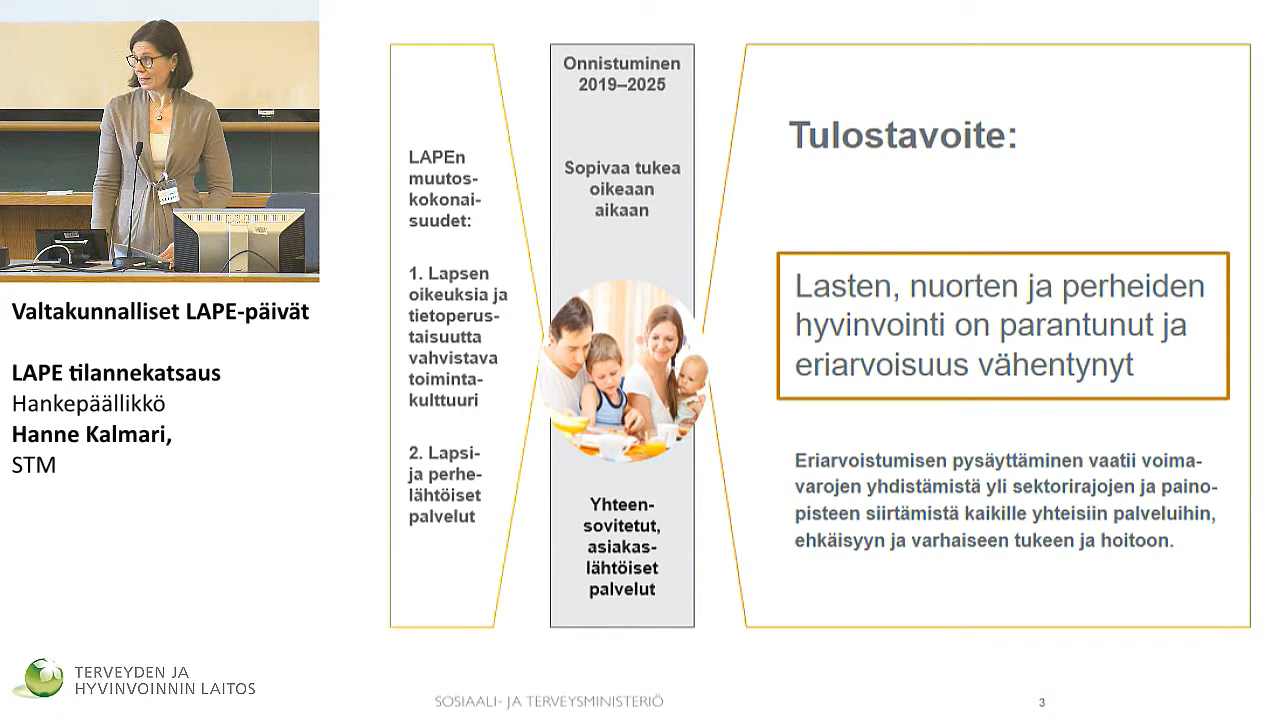 Valtakunnalliset LAPE-päivät
LAPE tilannekatsaus
Hankepäällikkö
Hanne Kalmari,
STM
TERVEYDEN JA
HYVINVOINNIN LAITOS
LAPEn
muutos-
kokonai-
suudet:
1. Lapsen
oikeuksia ja
tietoperus-
taisuutta
vahvistava
toiminta-
kulttuuri
2. Lapsi-
ja perhe-
lähtöiset
palvelut
Onnistuminen
2019–2025
Sopivaa tukea
oikeaan
aikaan
Yhteen-
sovitetut,
asiakas-
lähtöiset
palvelut
Tulostavoite:
Lasten, nuorten ja perheiden
hyvinvointi on parantunut ja
eriarvoisuus vähentynyt
Eriarvoistumisen pysäyttäminen vaatii voima-
varojen yhdistämistä yli sektorirajojen ja paino-
pisteen siirtämistä kaikille yhteisiin palveluihin,
ehkäisyyn ja varhaiseen tukeen ja hoitoon.
SOSIAALI- JA TERVEYSMINISTERIÖ
3